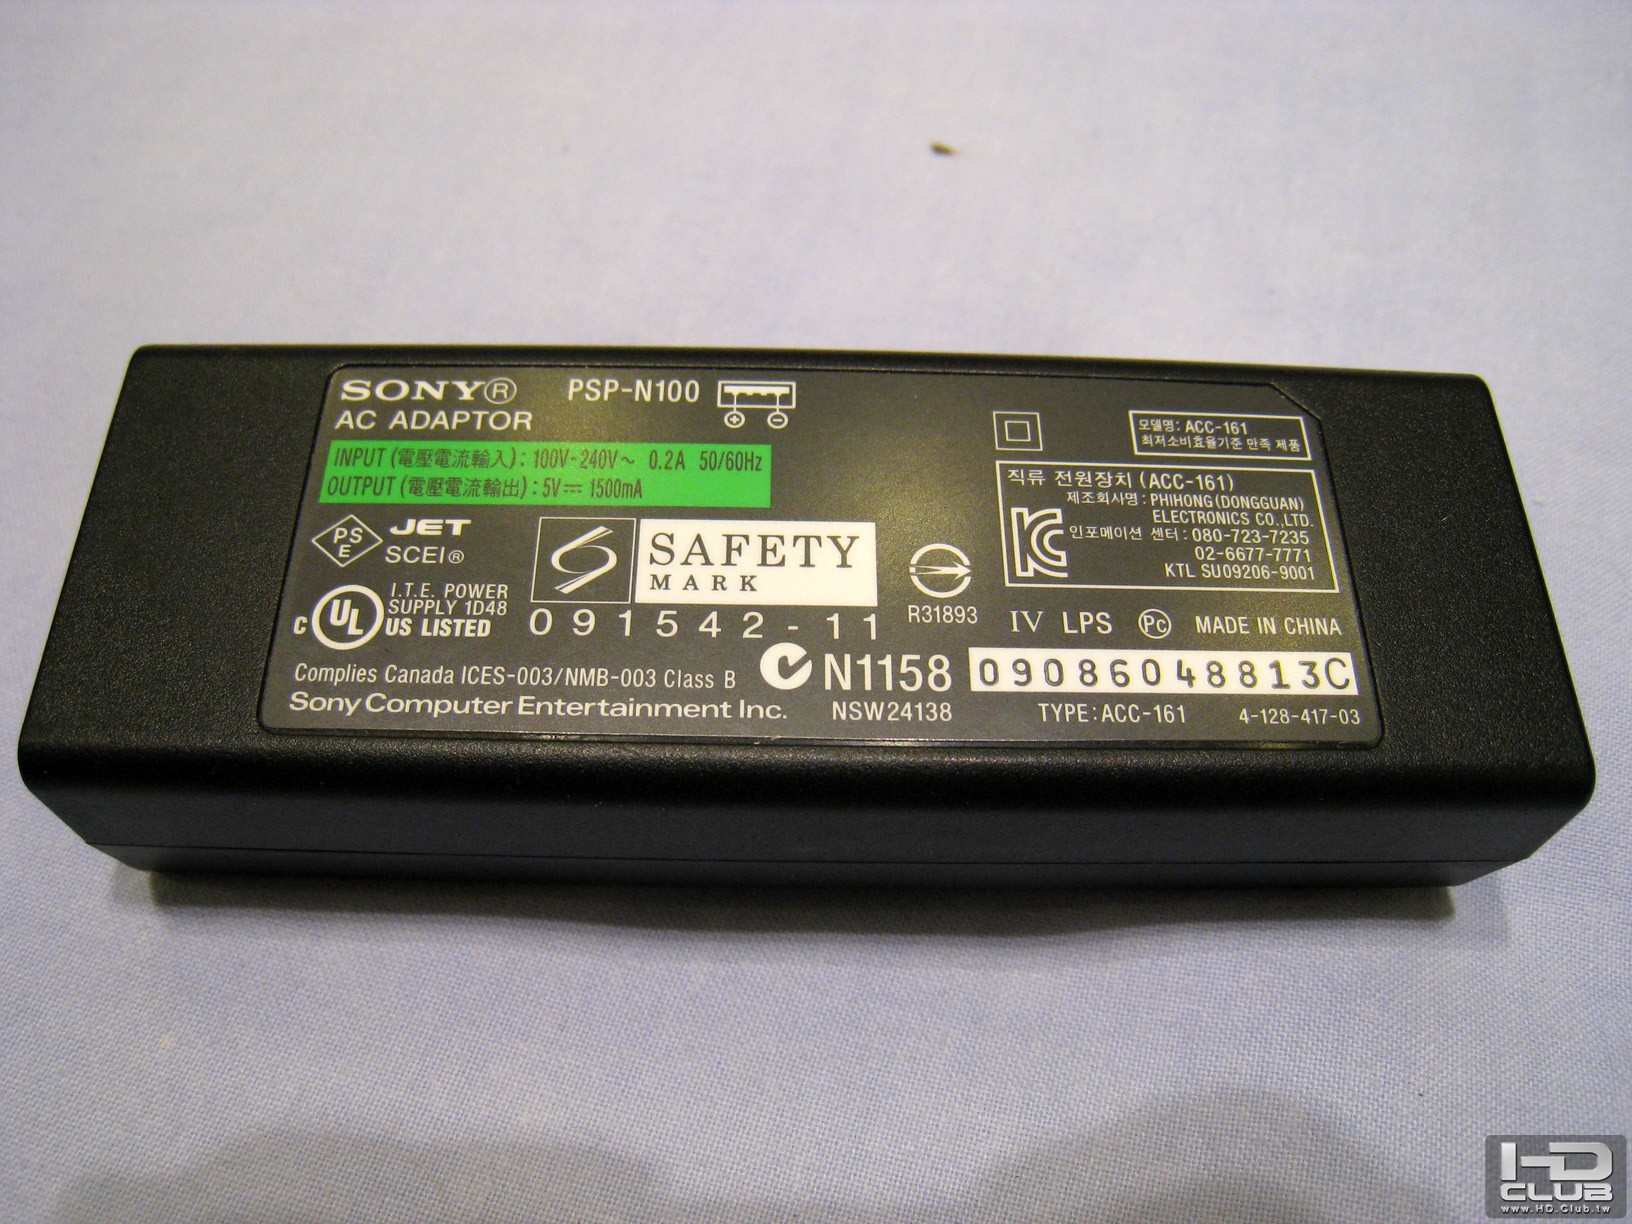 SONY® PSP-N100
AC ADAPTOR
INPUT (電壓電流輸入) : 100V-240V~ 0.2A 50/60Hz
OUTPUT (電壓電流輸出) : 5V⎓ 1500mA
PSE JET
SCEI®
I.T.E. POWER
SUPPLY 1D48
c UL US LISTED
SAFETY
MARK
091542-11
R31893
모델명: ACC-161
최저소비효율기준 만족 제품
직류 전원장치 (ACC-161)
제조회사명 : PHIHONG (DONGGUAN)
ELECTRONICS CO.,LTD.
인포메이션 센터 : 080-723-7235
02-6677-7771
KTL SU09206-9001
IV LPS PC MADE IN CHINA
Complies Canada ICES-003/NMB-003 Class B
N1158
09086048813C
Sony Computer Entertainment Inc.
NSW24138
TYPE:ACC-161
4-128-417-03
HD
CLUB
www.HD.Club.tw